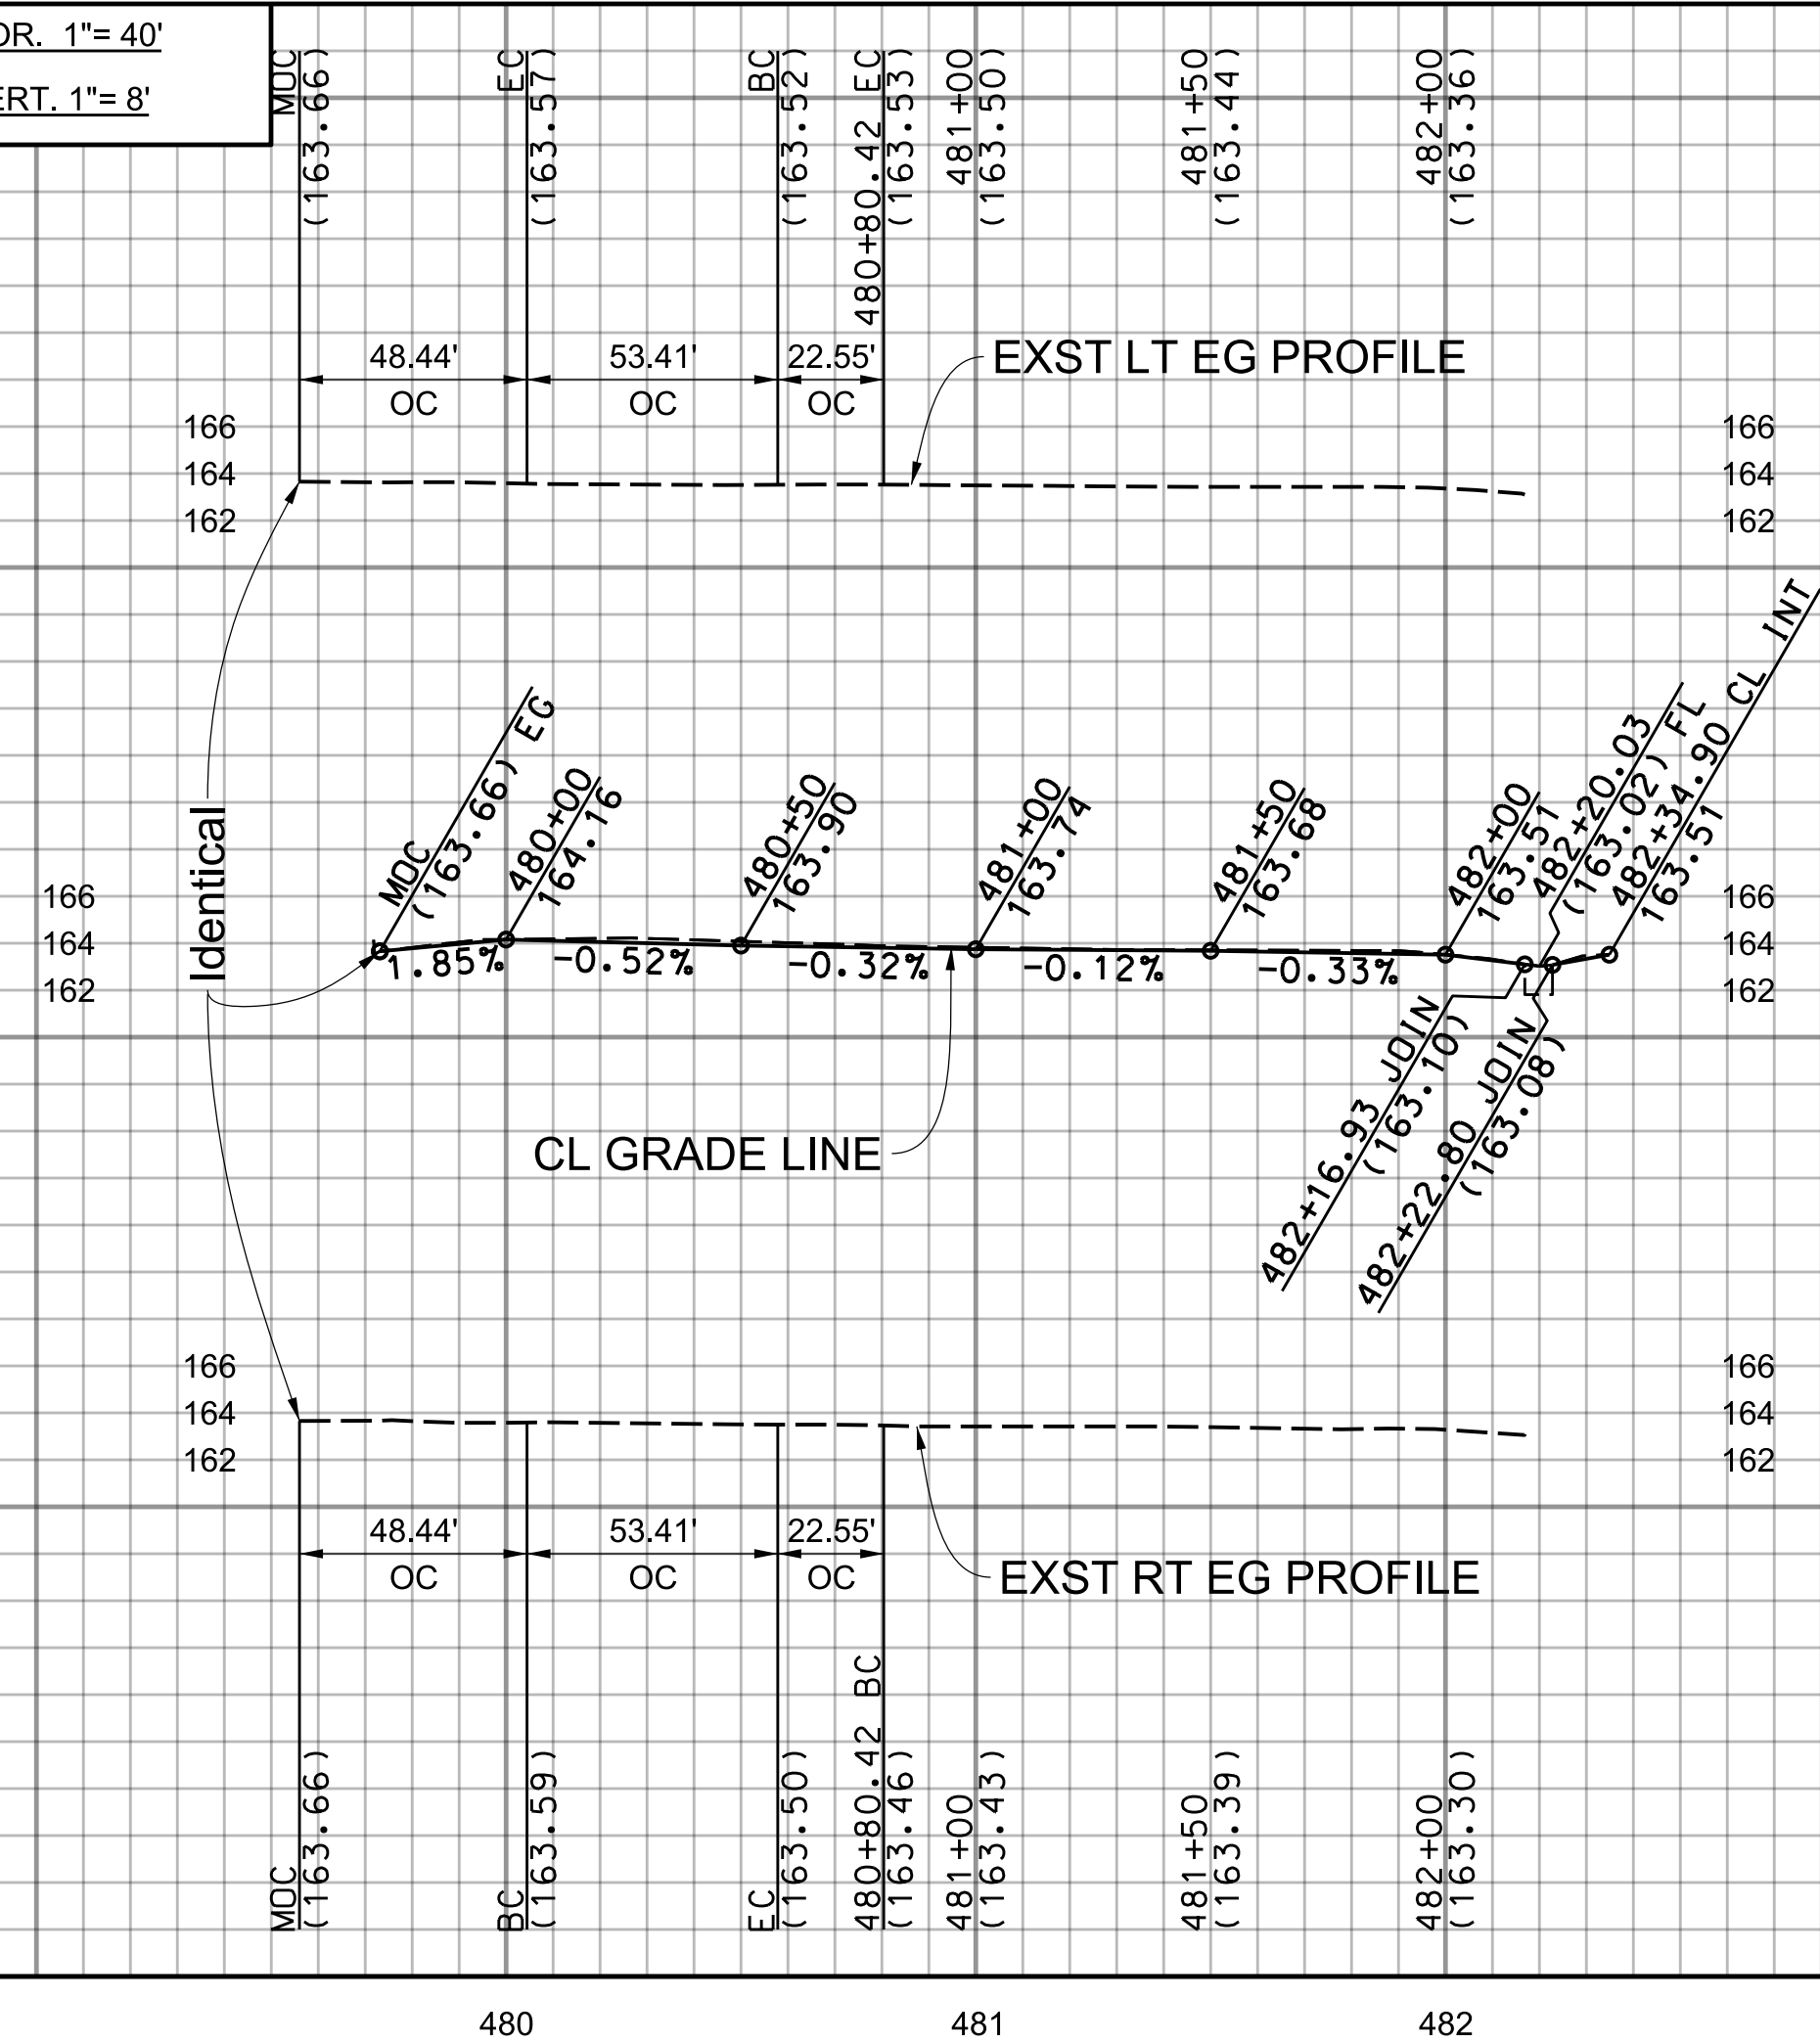 OR. 1"= 40'
ERT. 1"= 8'
MOC
(163.66)
EC
(163.57)
BC
(163.52)
480+80.42 EC
(163.53)
481+00
(163.50)
481+50
(163.44)
482+00
(163.36)
48.44'
OC
53.41'
OC
22.55'
OC
EXST LT EG PROFILE
166
164
162
166
164
162
Identical
MOC
(163.66) EG
480+00
164.16
480+50
163.90
481+00
163.74
481+50
163.68
482+00
163.51
482+20.03
(163.02) FL
482+34.90 CL INT
163.51
166
164
162
166
164
162
1.85%
-0.52%
-0.32%
-0.12%
-0.33%
482+16.93 JOIN
(163.10)
482+22.80 JOIN
(163.08)
CL GRADE LINE
166
164
162
166
164
162
48.44'
OC
53.41'
OC
22.55'
OC
EXST RT EG PROFILE
MOC
(163.66)
BC
(163.59)
EC
(163.50)
480+80.42 BC
(163.46)
481+00
(163.43)
481+50
(163.39)
482+00
(163.30)
480
481
482